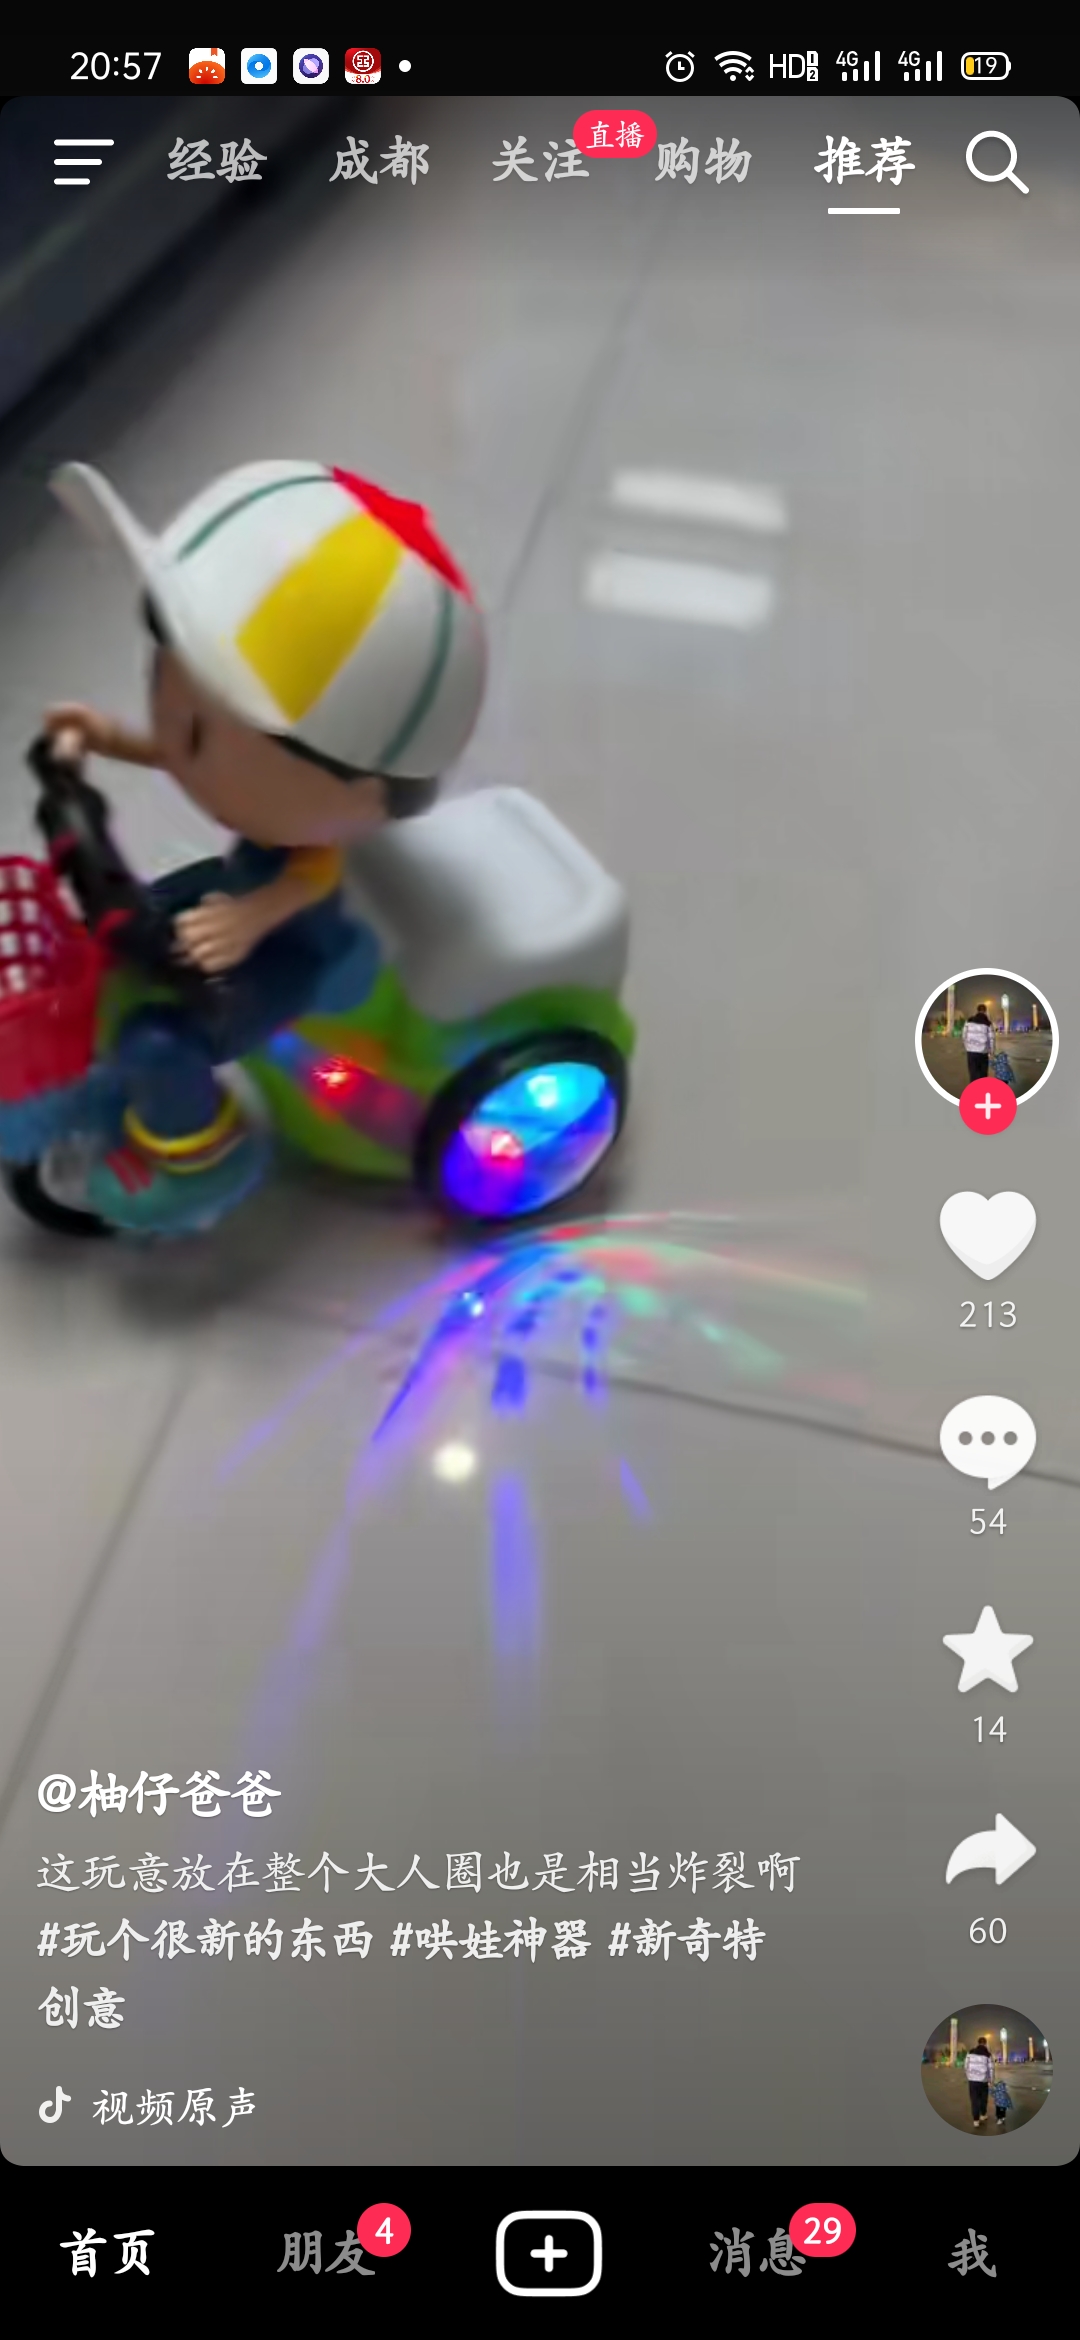 20:57 HD 4G 4G 19
经验 成都 关注 直播 购物 推荐
213
54
14
60
@柚仔爸爸
这玩意放在整个大人圈也是相当炸裂啊
#玩个很新的东西 #哄娃神器 #新奇特
创意
视频原声
首页 朋友 4 消息 29 我